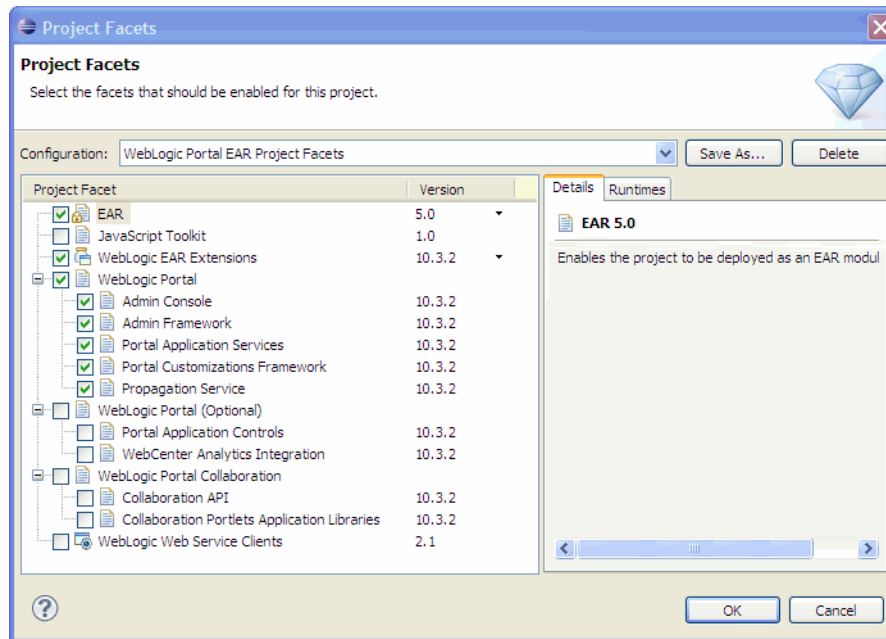 Project Facets
Project Facets
Select the facets that should be enabled for this project.
Configuration: WebLogic Portal EAR Project Facets Save As... Delete
Project Facet Version
EAR 5.0
JavaScript Toolkit 1.0
WebLogic EAR Extensions 10.3.2
WebLogic Portal
Admin Console 10.3.2
Admin Framework 10.3.2
Portal Application Services 10.3.2
Portal Customizations Framework 10.3.2
Propagation Service 10.3.2
WebLogic Portal (Optional)
Portal Application Controls 10.3.2
WebCenter Analytics Integration 10.3.2
WebLogic Portal Collaboration
Collaboration API 10.3.2
Collaboration Portlets Application Libraries 10.3.2
WebLogic Web Service Clients 2.1
Details Runtimes
EAR 5.0
Enables the project to be deployed as an EAR modul
? OK Cancel